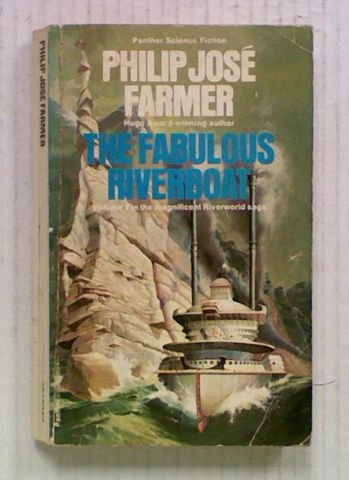 PHILIP JOSÉ FARMER
Panther Science Fiction
PHILIP JOSÉ
FARMER
Hugo Award-winning author
THE FABULOUS
RIVERBOAT
Volume 2 in the magnificent Riverworld saga